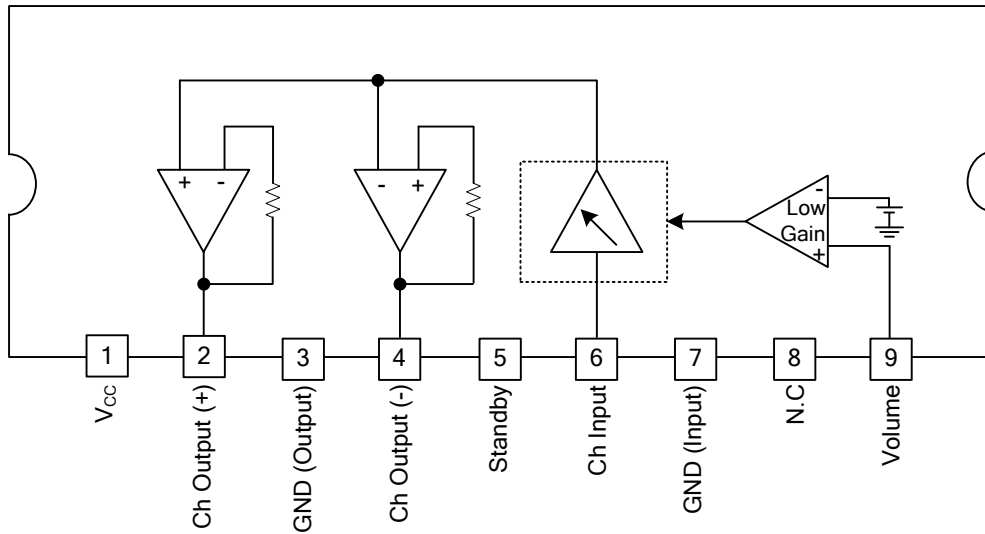 + -
- +
Low
Gain
-
+
1
2
3
4
5
6
7
8
9
VCC
Ch Output (+)
GND (Output)
Ch Output (-)
Standby
Ch Input
GND (Input)
N.C
Volume